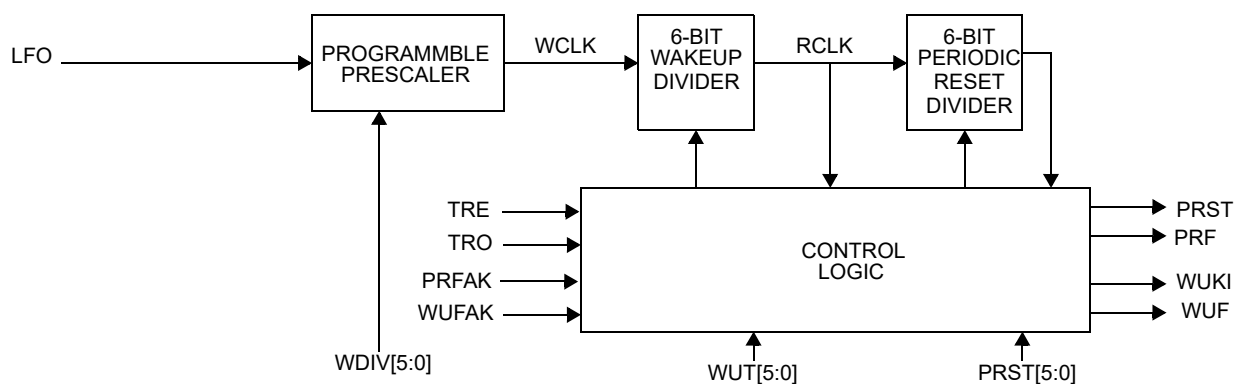 LFO
PROGRAMMBLE
PRESCALER
WCLK
6-BIT
WAKEUP
DIVIDER
RCLK
6-BIT
PERIODIC
RESET
DIVIDER
TRE
TRO
PRFAK
WUFAK
CONTROL
LOGIC
PRST
PRF
WUKI
WUF
WDIV[5:0]
WUT[5:0]
PRST[5:0]